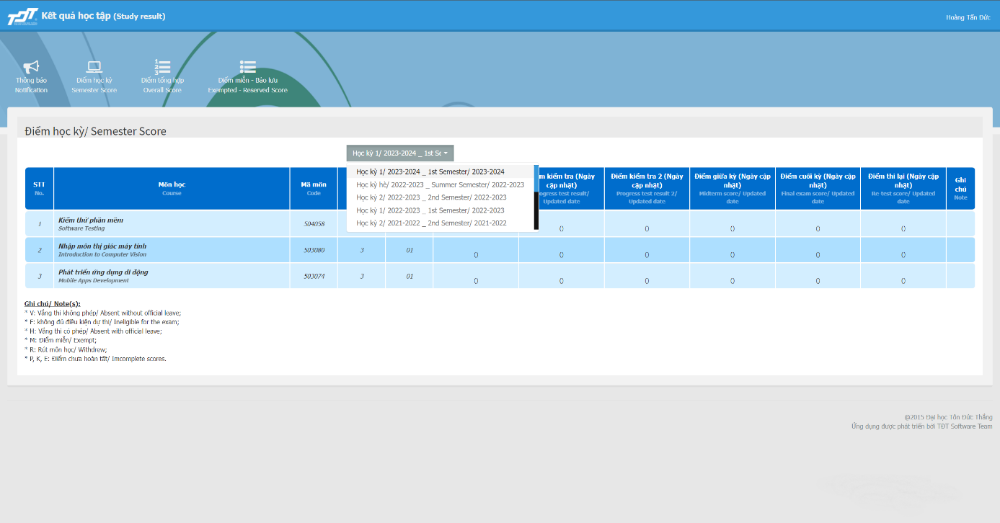 TDT Kết quả học tập (Study result)
Hoàng Tấn Đức
Thông báo
Notification
Điểm học kỳ
Semester Score
Điểm tổng hợp
Overall Score
Điểm miễn - Bảo lưu
Exempted - Reserved Score
Điểm học kỳ/ Semester Score
Học kỳ 1/ 2023-2024 _ 1st Sc
Học kỳ 1/ 2023-2024 _ 1st Semester/ 2023-2024
Học kỳ hè/ 2022-2023 _ Summer Semester/ 2022-2023
Học kỳ 2/ 2022-2023 _ 2nd Semester/ 2022-2023
Học kỳ 1/ 2022-2023 _ 1st Semester/ 2022-2023
Học kỳ 2/ 2021-2022 _ 2nd Semester/ 2021-2022
STT
No.
Môn học
Course
Mã môn
Code
m kiểm tra (Ngày
cập nhật)
ogress test result/
Updated date
Điểm kiểm tra 2 (Ngày
cập nhật)
Progress test result 2/
Updated date
Điểm giữa kỳ (Ngày cập
nhật)
Midterm score/ Updated
date
Điểm cuối kỳ (Ngày cập
nhật)
Final exam score/ Updated
date
Điểm thi lại (Ngày cập
nhật)
Re-test score/ Updated
date
Ghi
chú
Note
1 Kiểm thử phần mềm 504058 () () () () ()
Software Testing
2 Nhập môn thị giác máy tính 503080 3 01 () () () () () ()
Introduction to Computer Vision
3 Phát triển ứng dụng di động 503074 3 01 () () () () () ()
Mobile Apps Development
Ghi chú/ Note(s):
* V: Vắng thi không phép/ Absent without official leave;
* F: không đủ điều kiện dự thi/ Ineligible for the exam;
* H: Vắng thi có phép/ Absent with official leave;
* M: Điểm miễn/ Exempt;
* R: Rút môn học/ Withdrew;
* P, K, E: Điểm chưa hoàn tất/ Imcomplete scores.
@2015 Đại học Tôn Đức Thắng
Ứng dụng được phát triển bởi TĐT Software Team